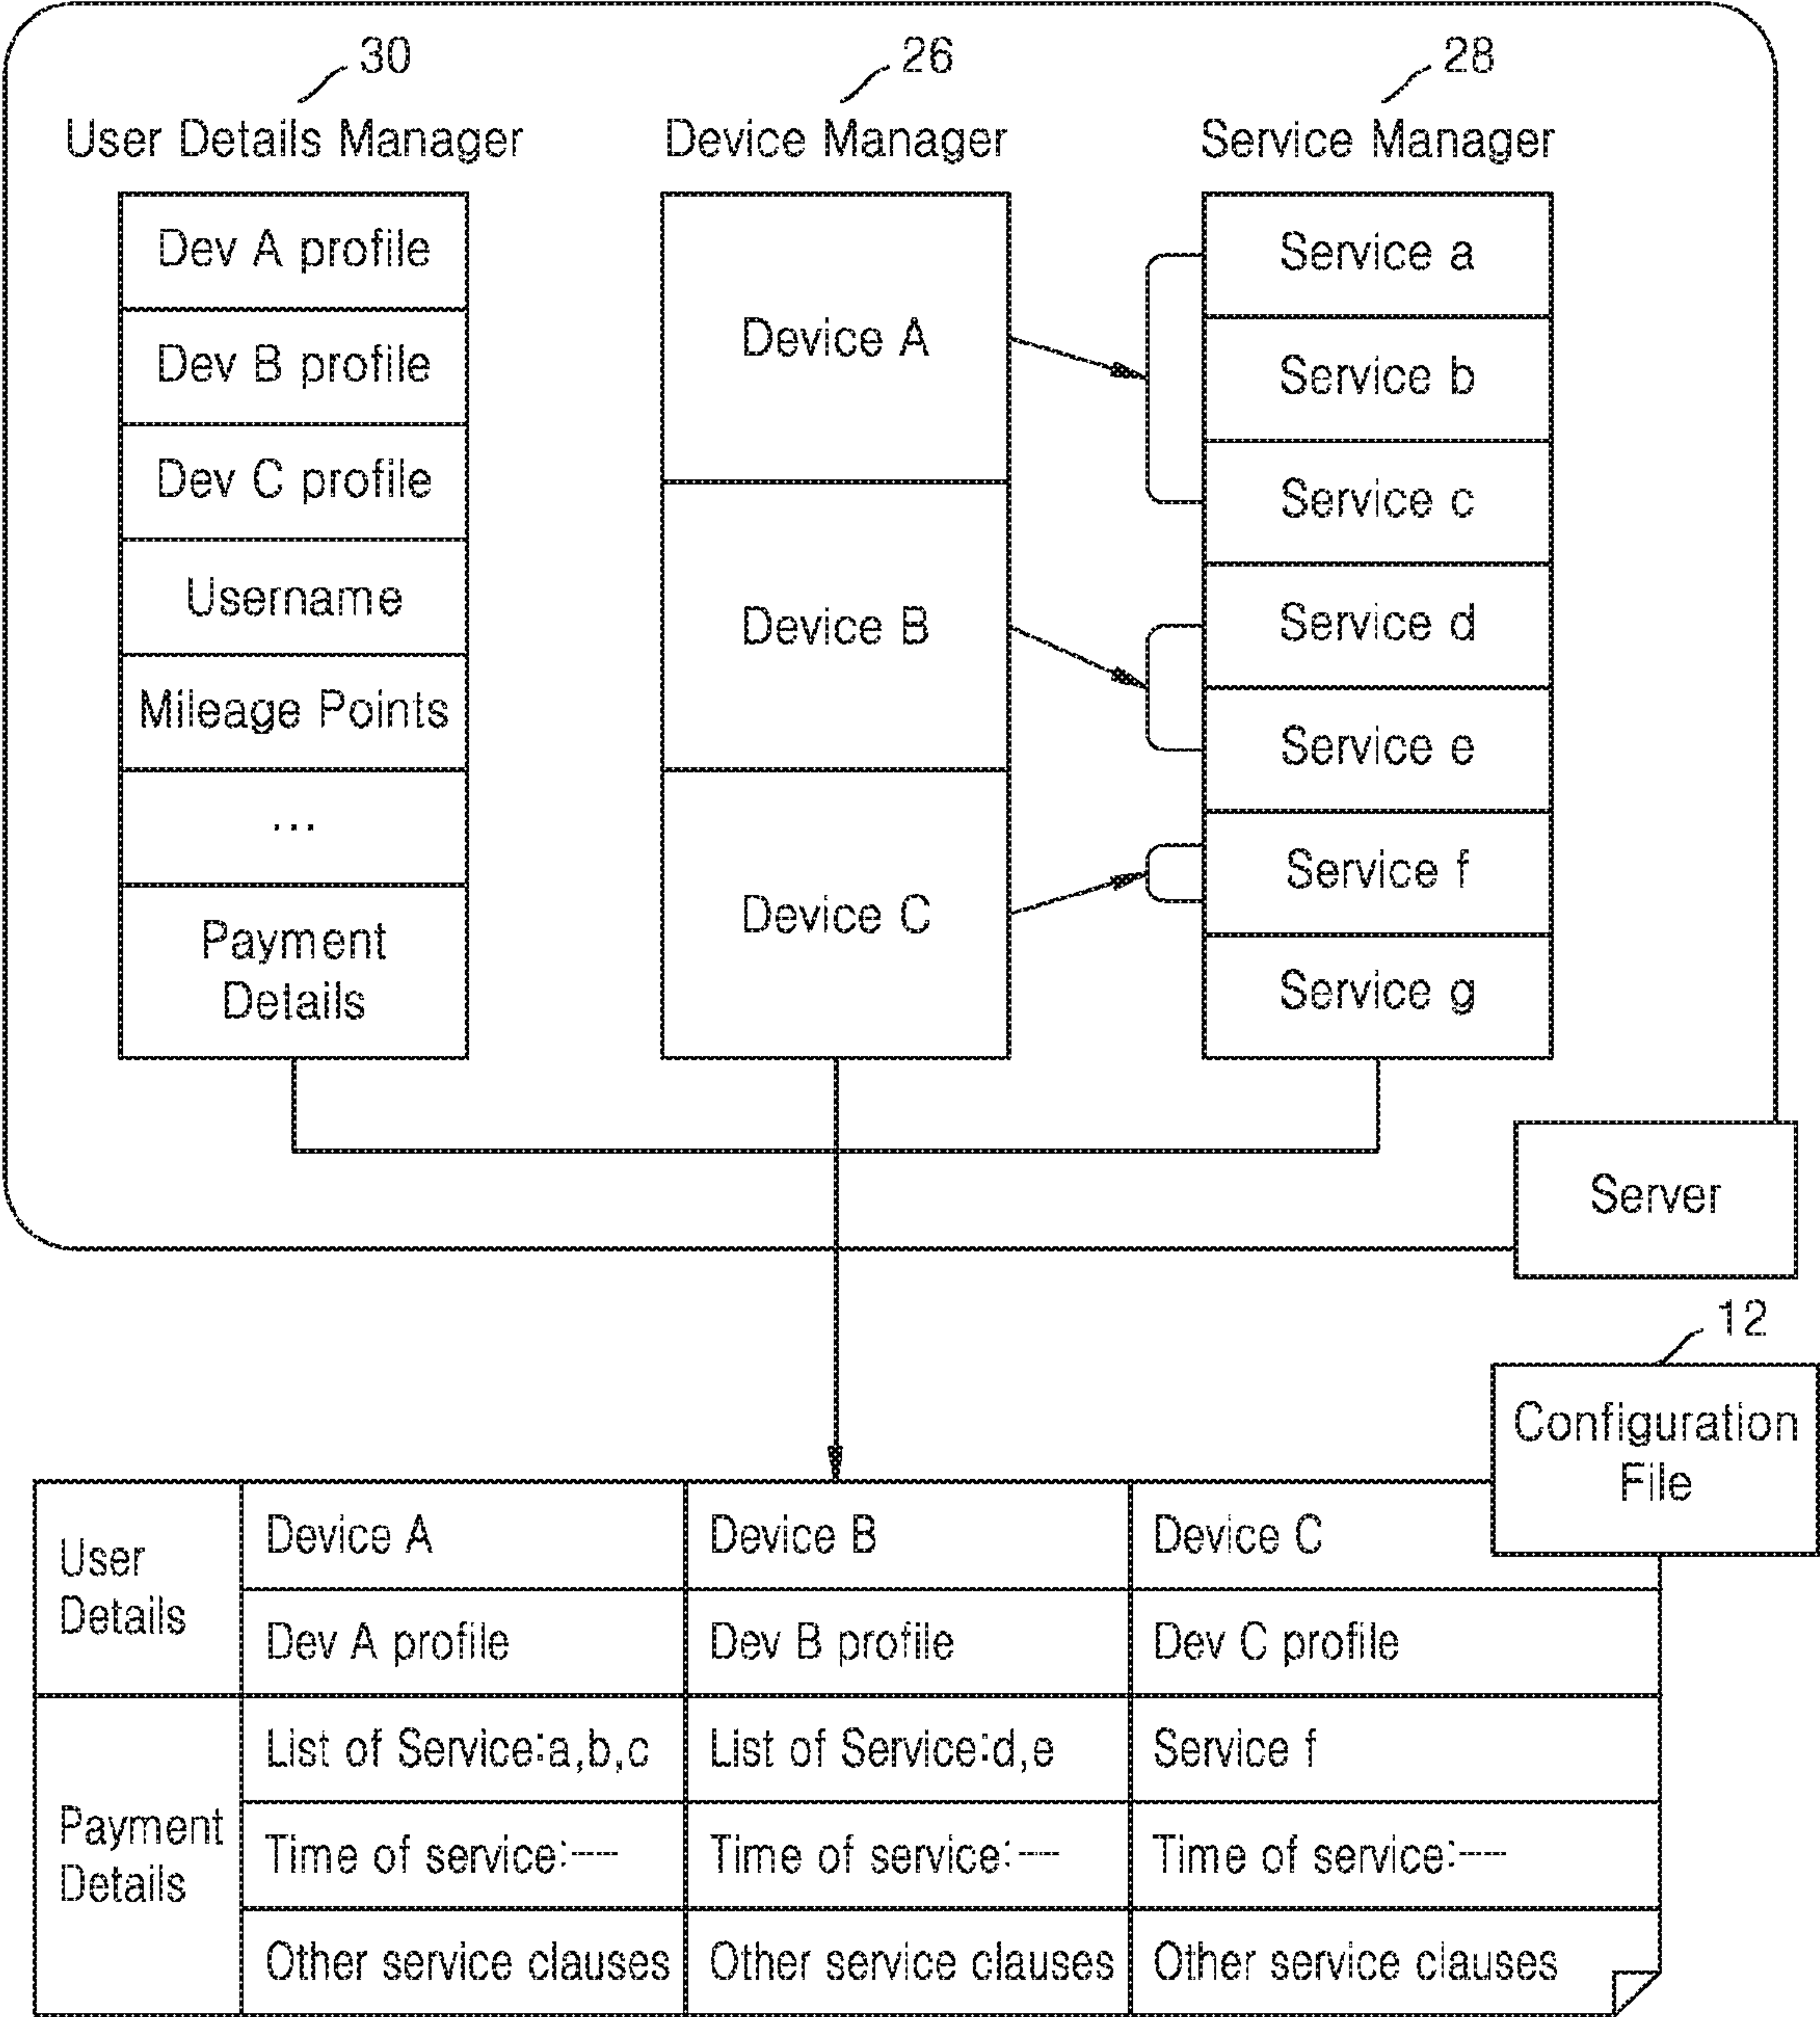 30
26
28
User Details Manager
Device Manager
Service Manager
Dev A profile
Dev B profile
Dev C profile
Username
Mileage Points
...
Payment
Details
Device A
Device B
Device C
Service a
Service b
Service c
Service d
Service e
Service f
Service g
Server
12
Configuration
File
User
Details
Device A
Device B
Device C
Dev A profile
Dev B profile
Dev C profile
Payment
Details
List of Service:a,b,c
List of Service:d,e
Service f
Time of service:-----
Time of service:----
Time of service:-----
Other service clauses
Other service clauses
Other service clauses